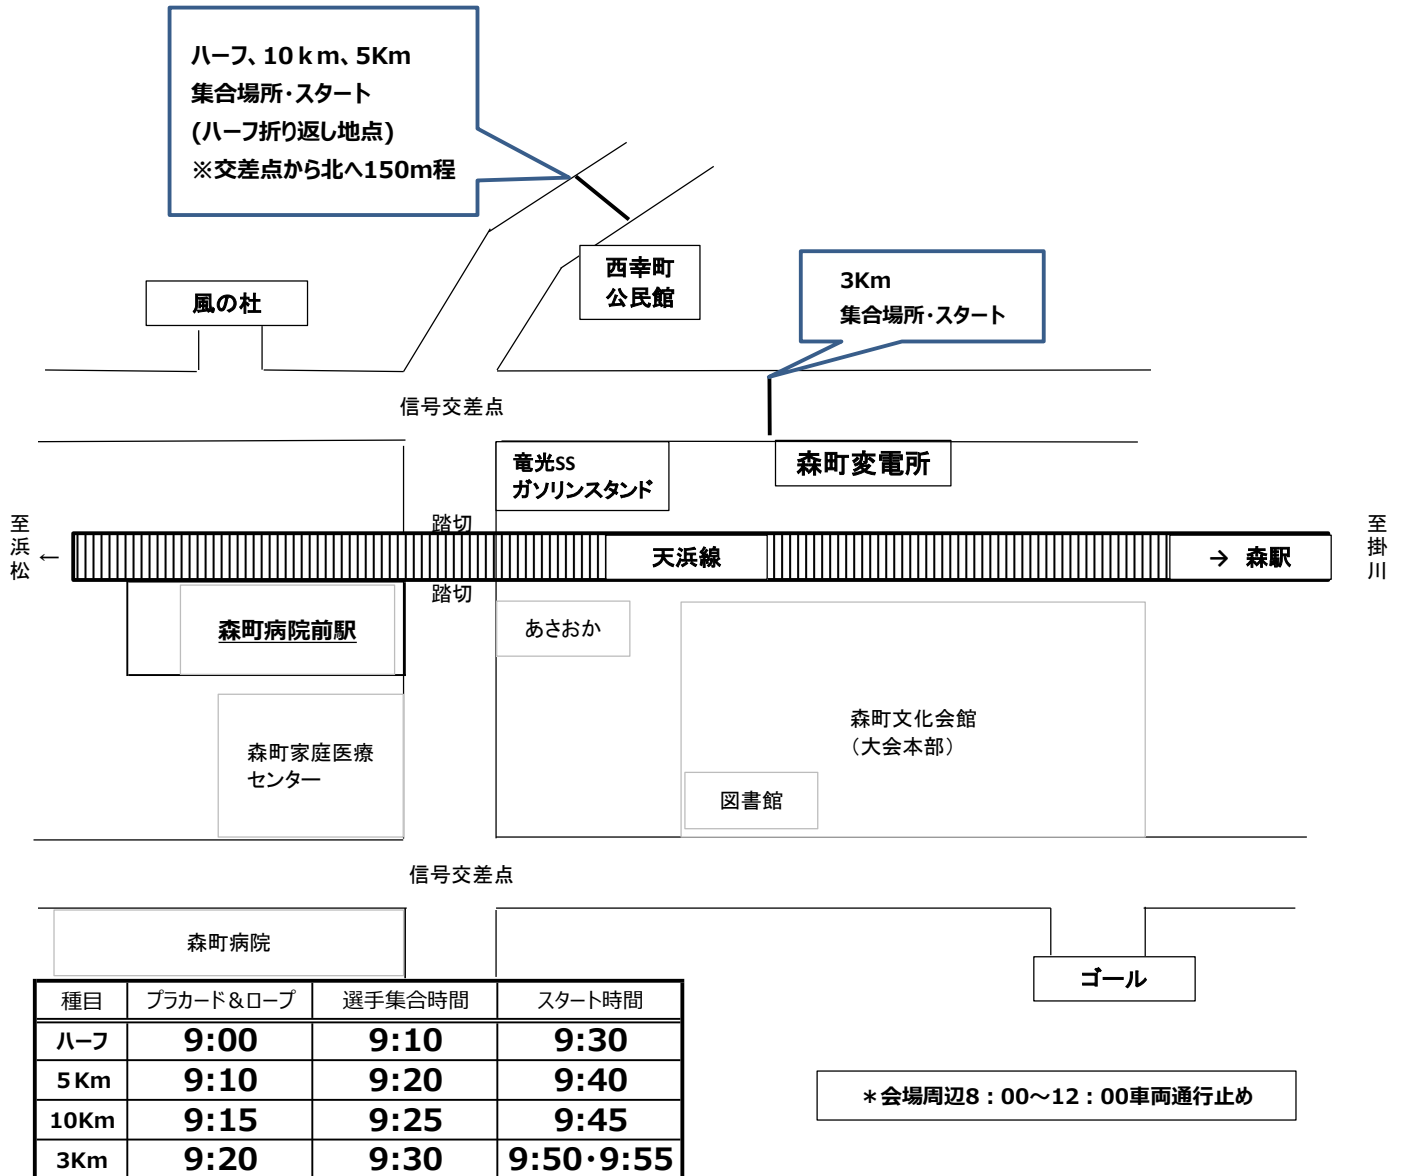 ハーフ、10ｋｍ、5Km
集合場所・スタート
(ハーフ折り返し地点)
※交差点から北へ150ｍ程
西幸町
公民館
3Km
集合場所・スタート
風の杜
信号交差点
竜光SS
ガソリンスタンド
森町変電所
至浜松
←
踏切
天浜線
→ 森駅
至掛川
踏切
森町病院前駅
あさおか
森町家庭医療
センター
森町文化会館
（大会本部）
図書館
信号交差点
森町病院
ゴール
種目 プラカード＆ロープ 選手集合時間 スタート時間
ハーフ 9:00 9:10 9:30
5Km 9:10 9:20 9:40
10Km 9:15 9:25 9:45
3Km 9:20 9:30 9:50・9:55
＊会場周辺8：00～12：00車両通行止め